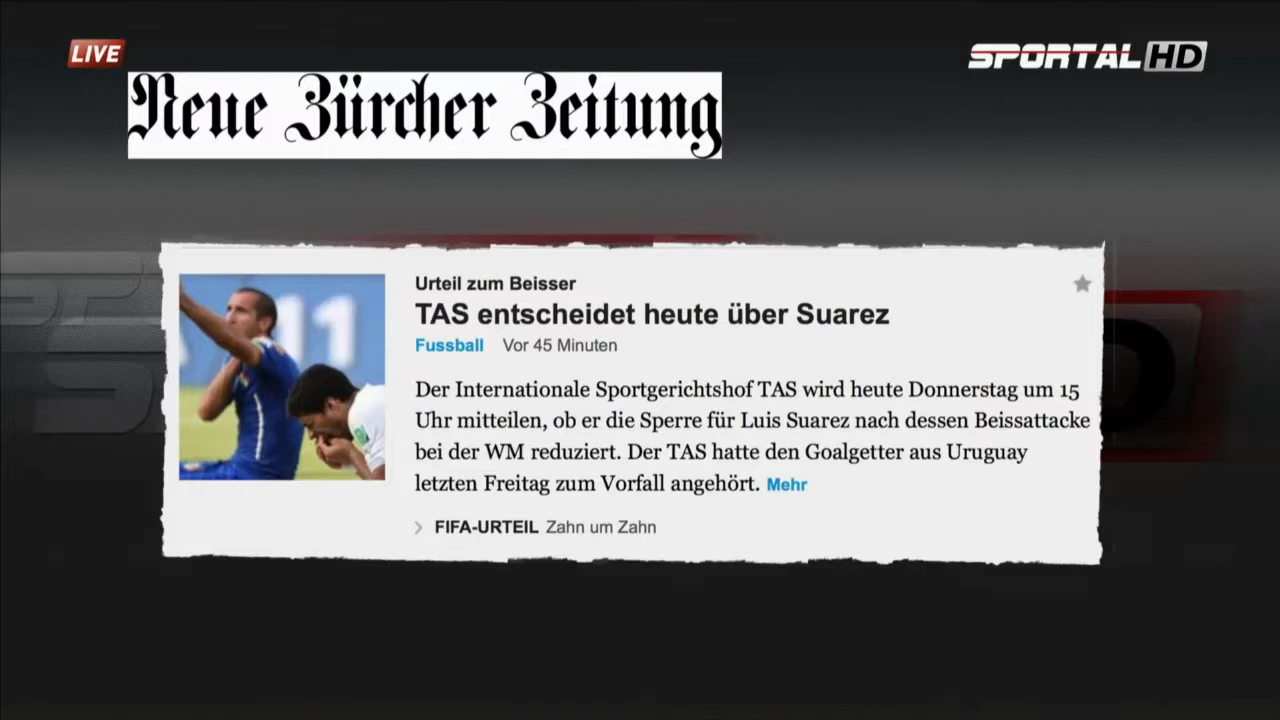 LIVE
SPORTAL HD
Neue Zürcher Zeitung
Urteil zum Beisser
TAS entscheidet heute über Suarez
Fussball Vor 45 Minuten
Der Internationale Sportgerichtshof TAS wird heute Donnerstag um 15
Uhr mitteilen, ob er die Sperre für Luis Suarez nach dessen Beissattacke
bei der WM reduziert. Der TAS hatte den Goalgetter aus Uruguay
letzten Freitag zum Vorfall angehört. Mehr
> FIFA-URTEIL Zahn um Zahn
11